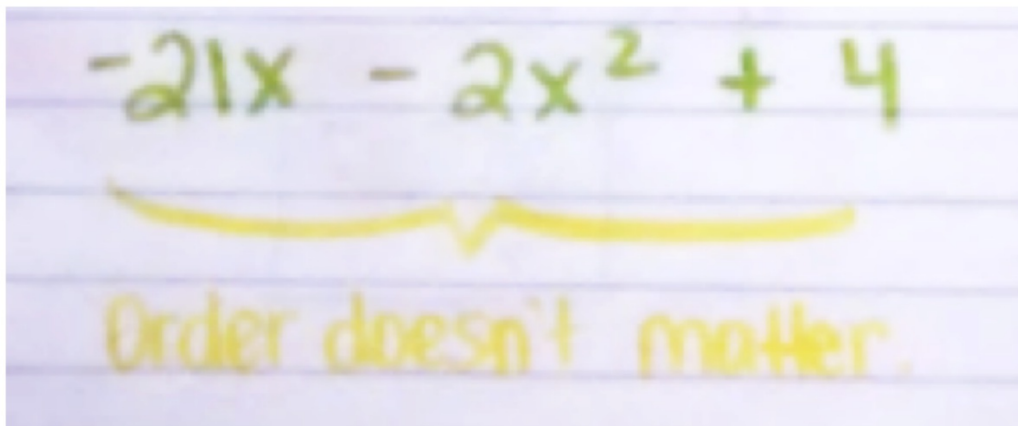 -21x - 2x² + 4
Order doesn't matter.